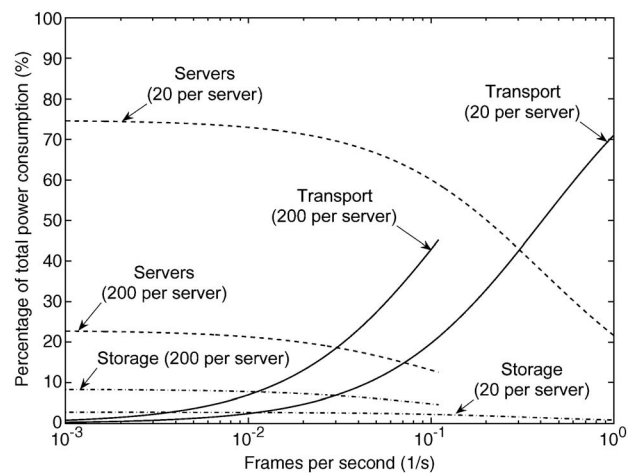 100
90
80
70
60
50
40
30
20
10
0
Percentage of total power consumption (%)
Servers
(20 per server)
Transport
(20 per server)
Transport
(200 per server)
Servers
(200 per server)
Storage (200 per server)
Storage
(20 per server)
10⁻³
10⁻²
10⁻¹
10⁰
Frames per second (1/s)